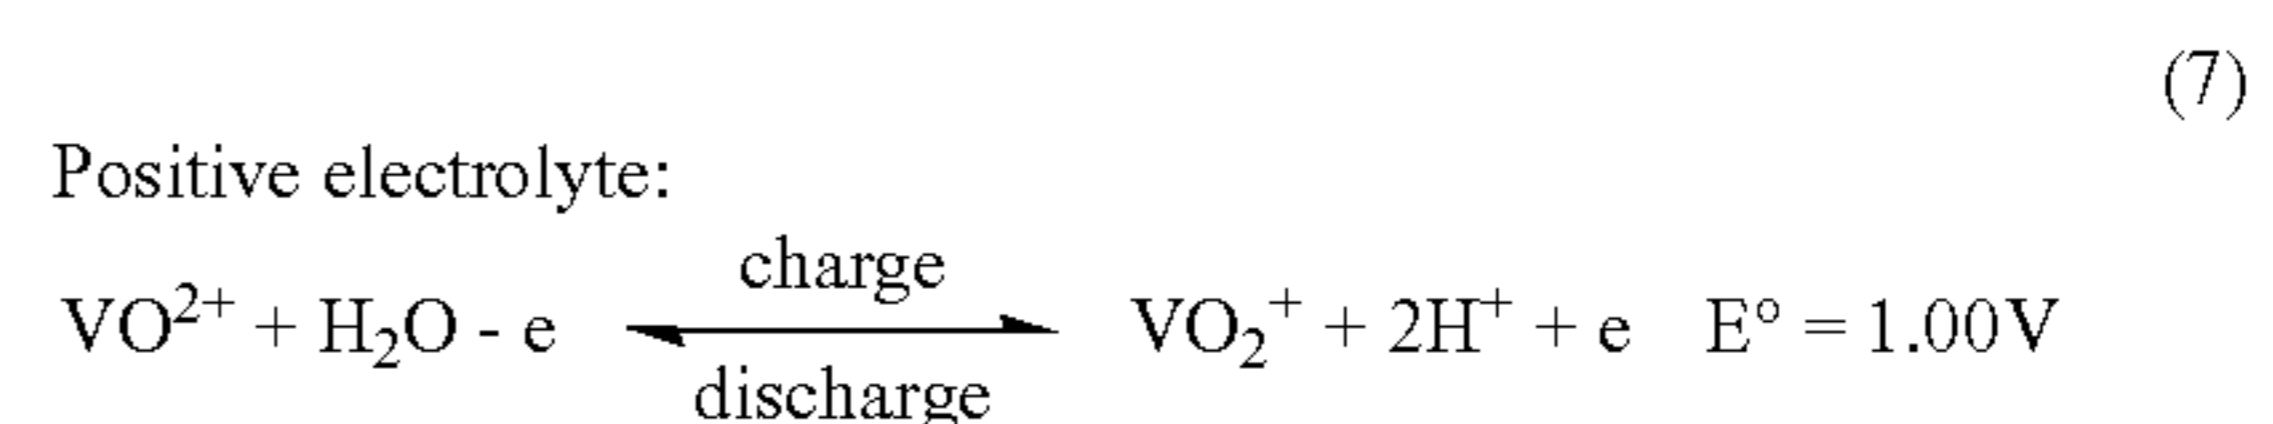 (7)
Positive electrolyte:
charge
VO²⁺ + H₂O - e ⇌ VO₂⁺ + 2H⁺ + e E° = 1.00V
discharge